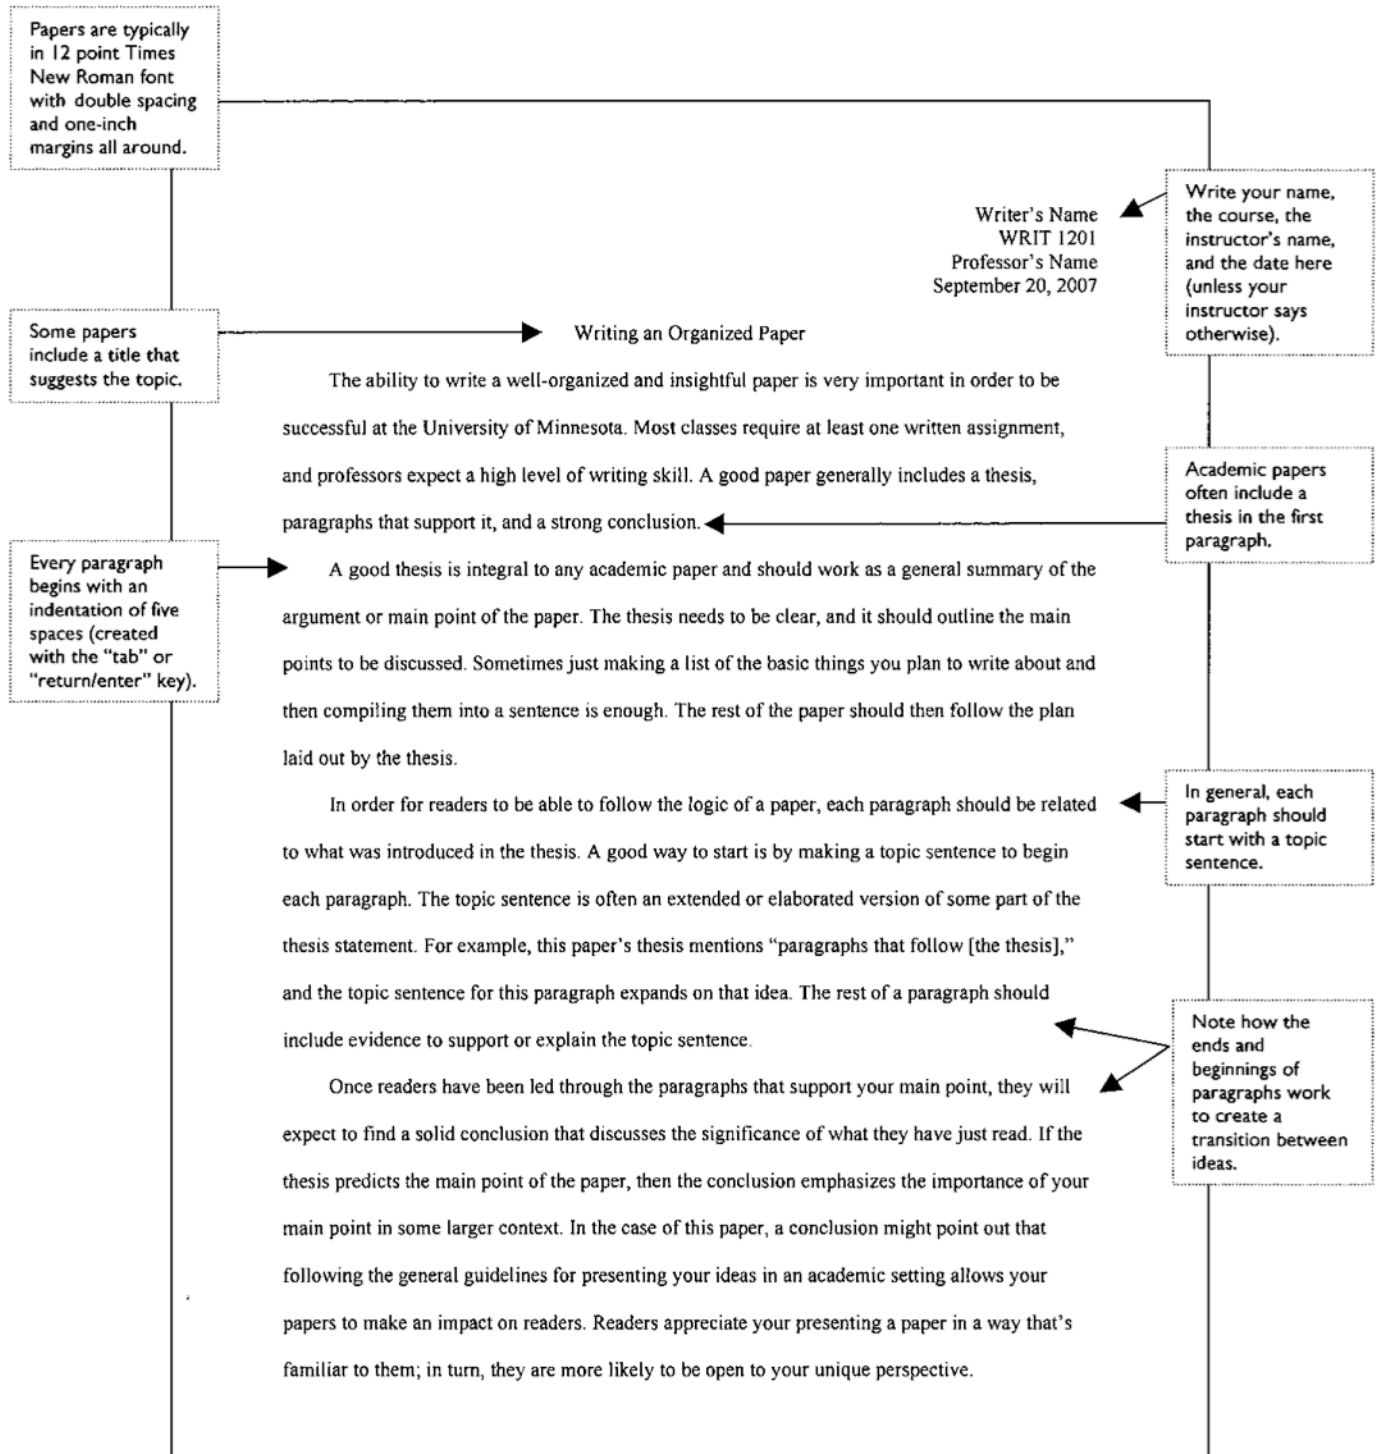 Papers are typically
in 12 point Times
New Roman font
with double spacing
and one-inch
margins all around.
Write your name,
the course, the
instructor's name,
and the date here
(unless your
instructor says
otherwise).
Writer's Name
WRIT 1201
Professor's Name
September 20, 2007
Some papers
include a title that
suggests the topic.
Writing an Organized Paper
The ability to write a well-organized and insightful paper is very important in order to be
successful at the University of Minnesota. Most classes require at least one written assignment,
and professors expect a high level of writing skill. A good paper generally includes a thesis,
paragraphs that support it, and a strong conclusion.
Academic papers
often include a
thesis in the first
paragraph.
Every paragraph
begins with an
indentation of five
spaces (created
with the "tab" or
"return/enter" key).
A good thesis is integral to any academic paper and should work as a general summary of the
argument or main point of the paper. The thesis needs to be clear, and it should outline the main
points to be discussed. Sometimes just making a list of the basic things you plan to write about and
then compiling them into a sentence is enough. The rest of the paper should then follow the plan
laid out by the thesis.
In order for readers to be able to follow the logic of a paper, each paragraph should be related
to what was introduced in the thesis. A good way to start is by making a topic sentence to begin
each paragraph. The topic sentence is often an extended or elaborated version of some part of the
thesis statement. For example, this paper's thesis mentions "paragraphs that follow [the thesis],"
and the topic sentence for this paragraph expands on that idea. The rest of a paragraph should
include evidence to support or explain the topic sentence.
In general, each
paragraph should
start with a topic
sentence.
Note how the
ends and
beginnings of
paragraphs work
to create a
transition between
ideas.
Once readers have been led through the paragraphs that support your main point, they will
expect to find a solid conclusion that discusses the significance of what they have just read. If the
thesis predicts the main point of the paper, then the conclusion emphasizes the importance of your
main point in some larger context. In the case of this paper, a conclusion might point out that
following the general guidelines for presenting your ideas in an academic setting allows your
papers to make an impact on readers. Readers appreciate your presenting a paper in a way that's
familiar to them; in turn, they are more likely to be open to your unique perspective.